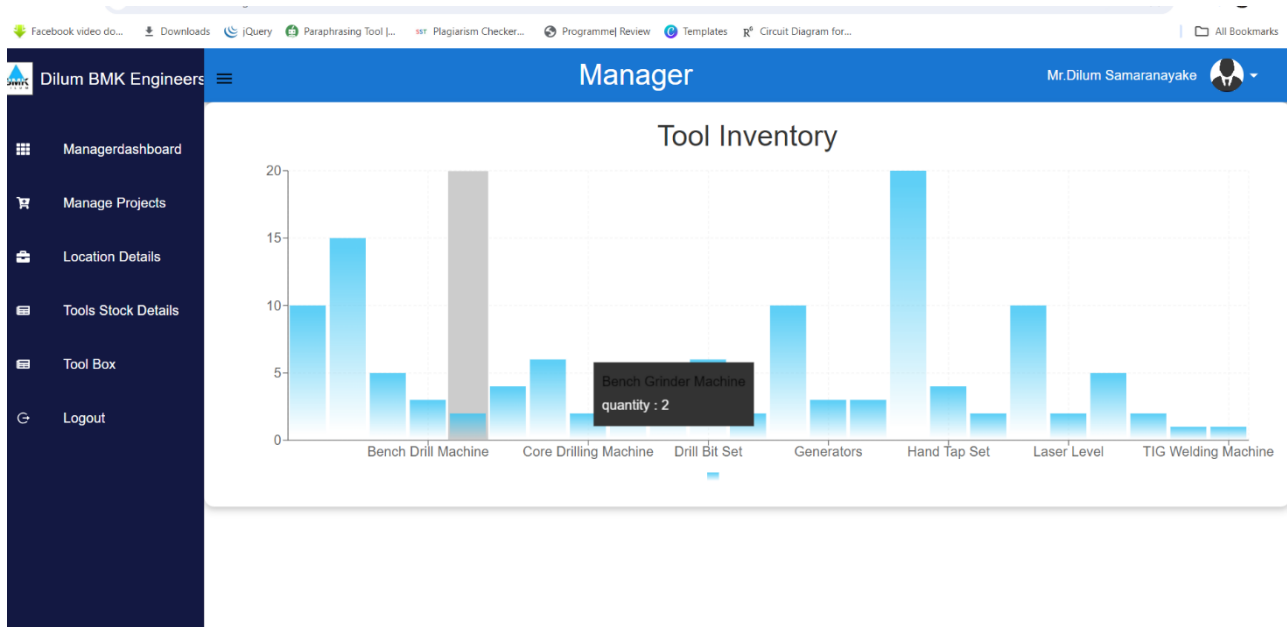 Facebook video do... Downloads jQuery Paraphrasing Tool |... SST Plagiarism Checker... Programme| Review Templates R⁶ Circuit Diagram for... All Bookmarks
Dilum BMK Engineers Manager Mr.Dilum Samaranayake
Managerdashboard
Manage Projects
Location Details
Tools Stock Details
Tool Box
Logout
Tool Inventory
20
15
10
5
0
Bench Grinder Machine
quantity : 2
Bench Drill Machine Core Drilling Machine Drill Bit Set Generators Hand Tap Set Laser Level TIG Welding Machine